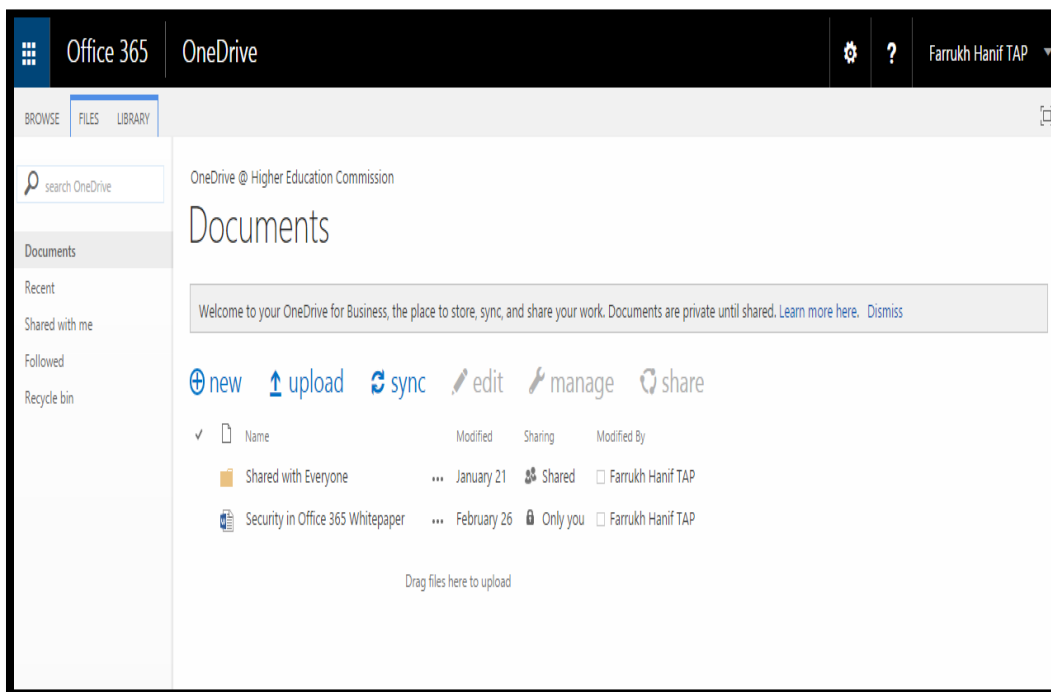 Office 365 OneDrive ? Farrukh Hanif TAP
BROWSE FILES LIBRARY
search OneDrive
Documents
Recent
Shared with me
Followed
Recycle bin
OneDrive @ Higher Education Commission
Documents
Welcome to your OneDrive for Business, the place to store, sync, and share your work. Documents are private until shared. Learn more here. Dismiss
new upload sync edit manage share
Name Modified Sharing Modified By
Shared with Everyone ... January 21 Shared Farrukh Hanif TAP
Security in Office 365 Whitepaper ... February 26 Only you Farrukh Hanif TAP
Drag files here to upload